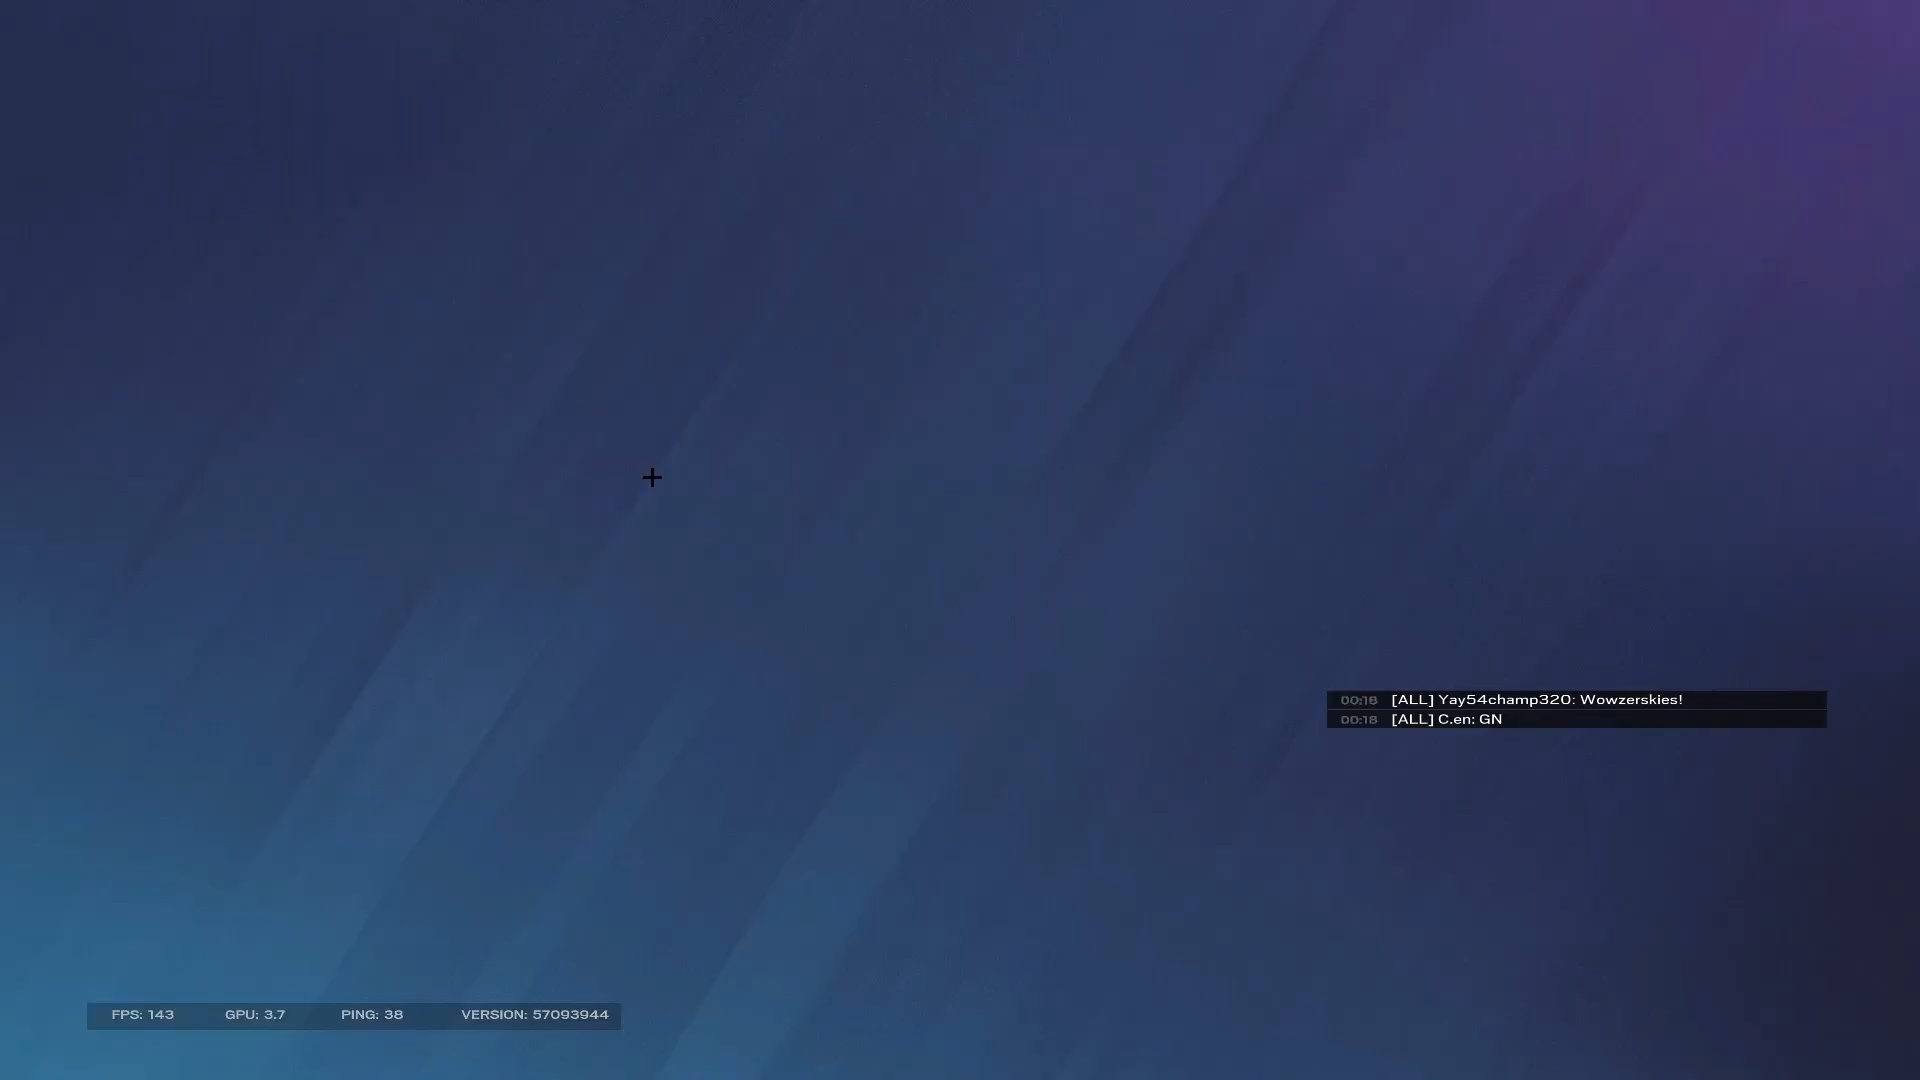 00:18 [ALL] Yay54champ320: Wowzerskies!
00:18 [ALL] C.en: GN
FPS: 143 GPU: 3.7 PING: 38 VERSION: 57093944